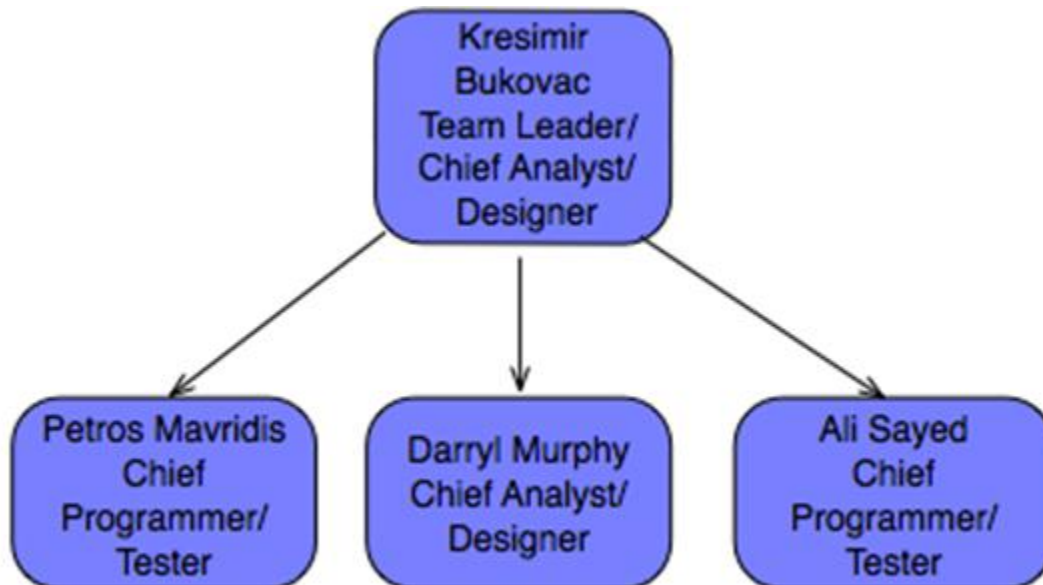 Kresimir
Bukovac
Team Leader/
Chief Analyst/
Designer
Petros Mavridis
Chief
Programmer/
Tester
Darryl Murphy
Chief Analyst/
Designer
Ali Sayed
Chief
Programmer/
Tester